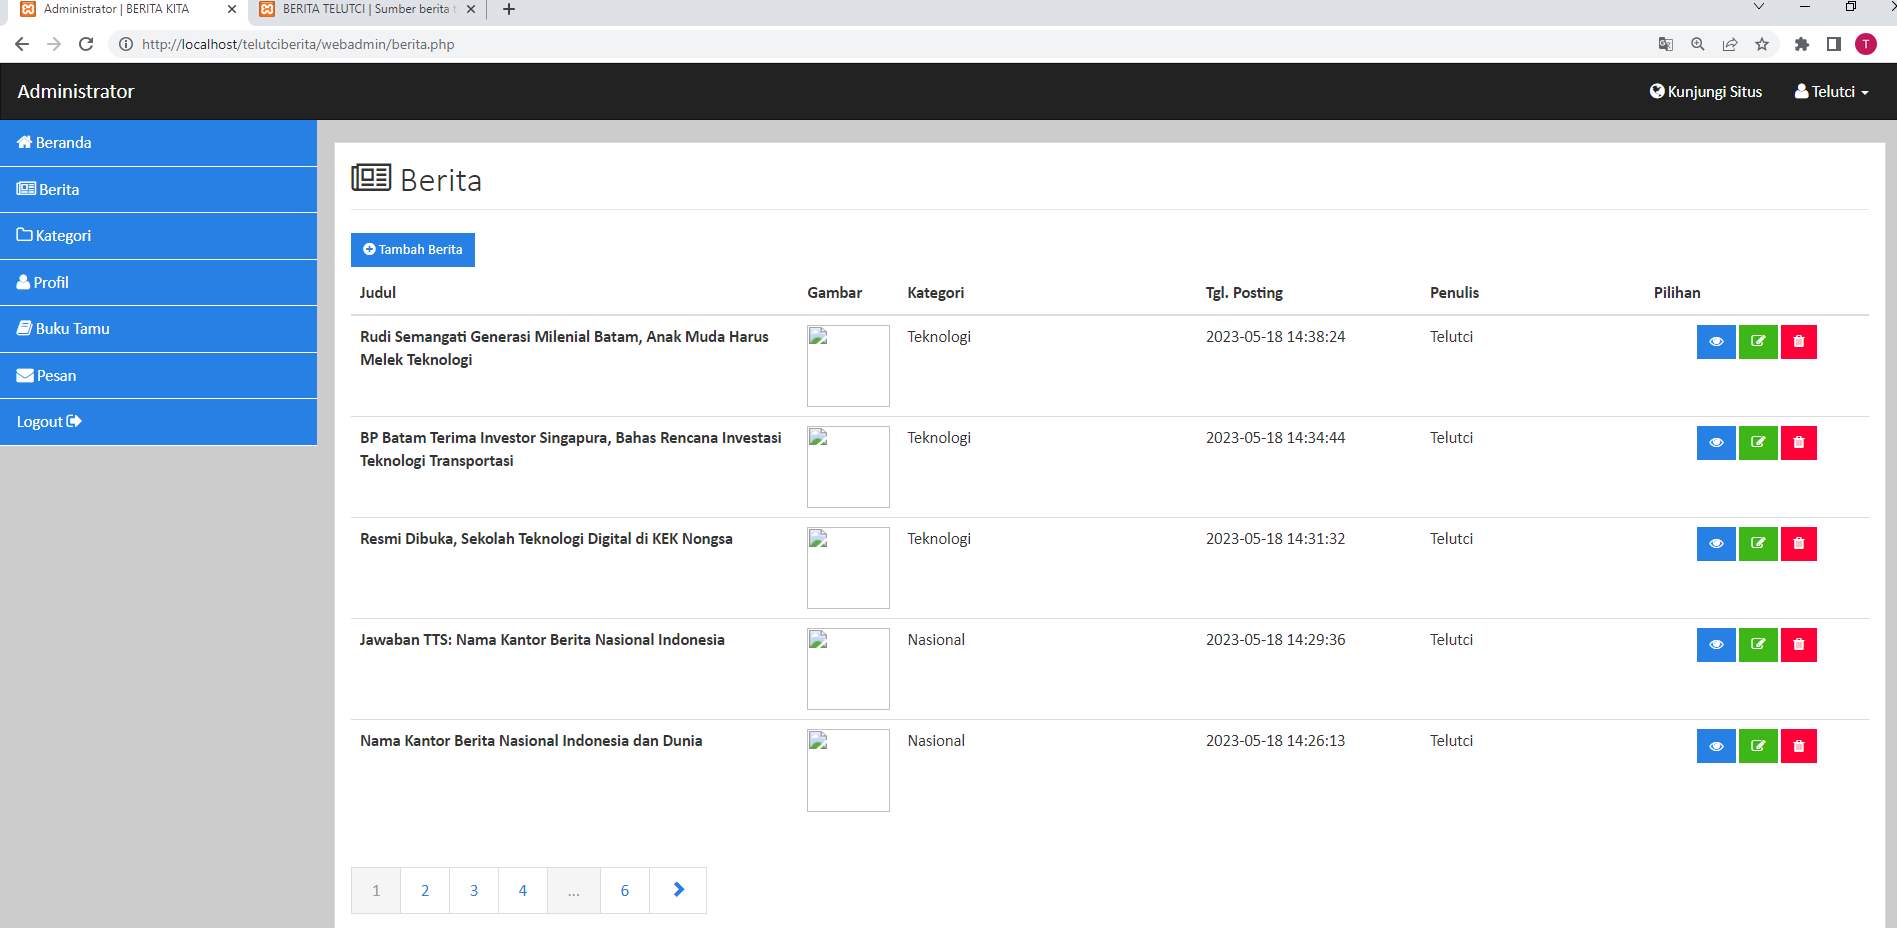 Administrator | BERITA KITA
BERITA TELUTCI | Sumber berita
http://localhost/telutciberita/webadmin/berita.php
T
Administrator
Kunjungi Situs
Telutci
Beranda
Berita
Kategori
Profil
Buku Tamu
Pesan
Logout
Berita
Tambah Berita
Judul Gambar Kategori Tgl. Posting Penulis Pilihan
Rudi Semangati Generasi Milenial Batam, Anak Muda Harus
Melek Teknologi
Teknologi 2023-05-18 14:38:24 Telutci
BP Batam Terima Investor Singapura, Bahas Rencana Investasi
Teknologi Transportasi
Teknologi 2023-05-18 14:34:44 Telutci
Resmi Dibuka, Sekolah Teknologi Digital di KEK Nongsa
Teknologi 2023-05-18 14:31:32 Telutci
Jawaban TTS: Nama Kantor Berita Nasional Indonesia
Nasional 2023-05-18 14:29:36 Telutci
Nama Kantor Berita Nasional Indonesia dan Dunia
Nasional 2023-05-18 14:26:13 Telutci
1 2 3 4 ... 6